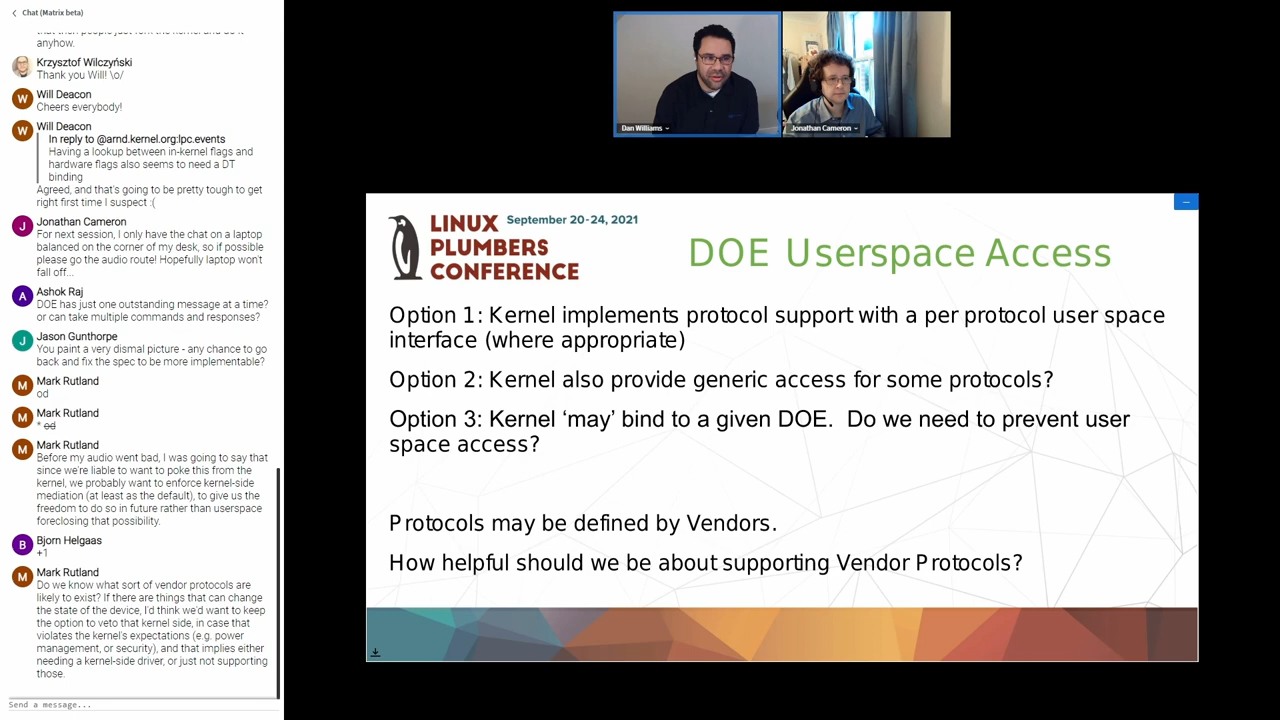 Chat (Matrix beta)
that then people just fork the kernel and do it
anyhow.
Krzysztof Wilczyński
Thank you Will! \o/
W
Will Deacon
Cheers everybody!
W
Will Deacon
In reply to @arnd.kernel.org:lpc.events
Having a lookup between in-kernel flags and
hardware flags also seems to need a DT
binding
Agreed, and that's going to be pretty tough to get
right first time I suspect :(
J
Jonathan Cameron
For next session, I only have the chat on a laptop
balanced on the corner of my desk, so if possible
please go the audio route! Hopefully laptop won't
fall off...
A
Ashok Raj
DOE has just one outstanding message at a time?
or can take multiple commands and responses?
J
Jason Gunthorpe
You paint a very dismal picture - any chance to go
back and fix the spec to be more implementable?
M
Mark Rutland
od
M
Mark Rutland
* od
M
Mark Rutland
Before my audio went bad, I was going to say that
since we're liable to want to poke this from the
kernel, we probably want to enforce kernel-side
mediation (at least as the default), to give us the
freedom to do so in future rather than userspace
foreclosing that possibility.
B
Bjorn Helgaas
+1
M
Mark Rutland
Do we know what sort of vendor protocols are
likely to exist? If there are things that can change
the state of the device, I'd think we'd want to keep
the option to veto that kernel side, in case that
violates the kernel's expectations (e.g. power
management, or security), and that implies either
needing a kernel-side driver, or just not supporting
those.
Send a message...
Dan Williams
Jonathan Cameron
LINUX
PLUMBERS
CONFERENCE
September 20-24, 2021
DOE Userspace Access
Option 1: Kernel implements protocol support with a per protocol user space
interface (where appropriate)
Option 2: Kernel also provide generic access for some protocols?
Option 3: Kernel ‘may’ bind to a given DOE. Do we need to prevent user
space access?
Protocols may be defined by Vendors.
How helpful should we be about supporting Vendor Protocols?